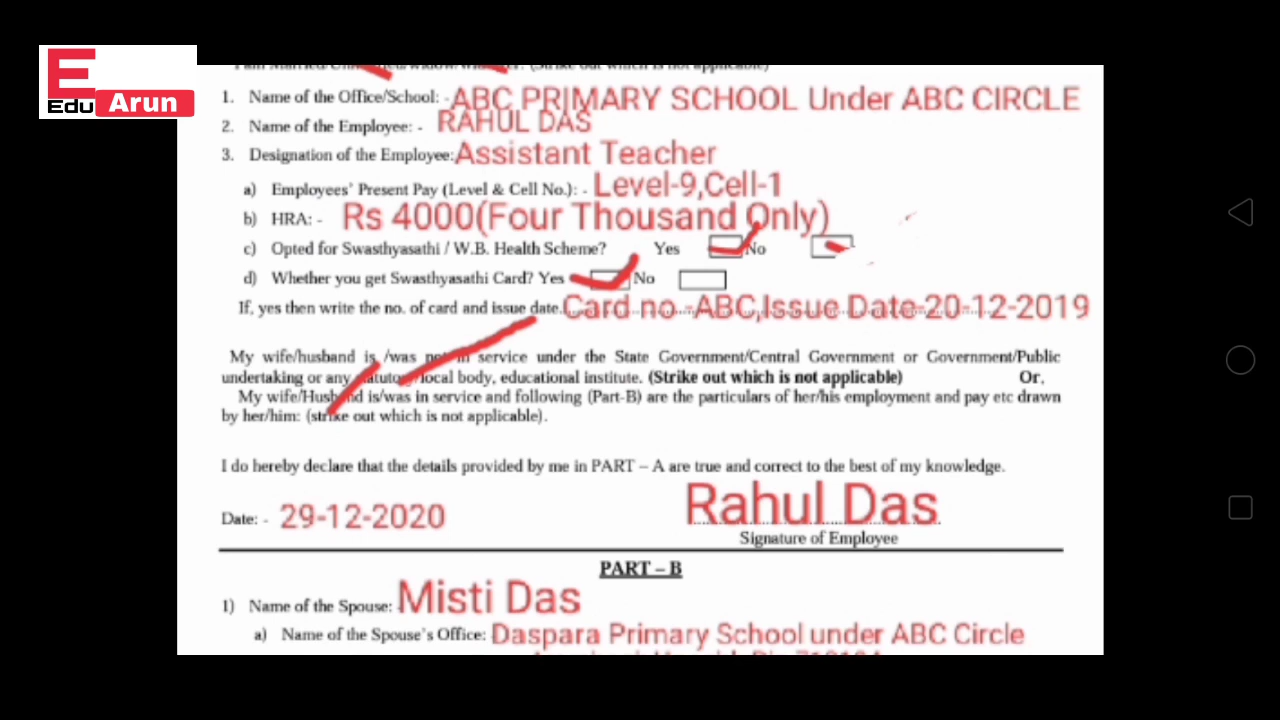 E
Edu Arun
1. Name of the Office/School: - ABC PRIMARY SCHOOL Under ABC CIRCLE
2. Name of the Employee: - RAHUL DAS
3. Designation of the Employee: Assistant Teacher
a) Employees' Present Pay (Level & Cell No.): - Level-9,Cell-1
b) HRA: - Rs 4000(Four Thousand Only)
c) Opted for Swasthyasathi / W.B. Health Scheme? Yes No
d) Whether you get Swasthyasathi Card? Yes No
If, yes then write the no. of card and issue date. Card no -ABC,Issue Date-20-12-2019
My wife/husband is /was not in service under the State Government/Central Government or Government/Public
undertaking or any statutory/local body, educational institute. (Strike out which is not applicable) Or,
My wife/Husband is/was in service and following (Part-B) are the particulars of her/his employment and pay etc drawn
by her/him: (strike out which is not applicable).
I do hereby declare that the details provided by me in PART – A are true and correct to the best of my knowledge.
Rahul Das
Date: - 29-12-2020
Signature of Employee
PART – B
1) Name of the Spouse: Misti Das
a) Name of the Spouse's Office: Daspara Primary School under ABC Circle